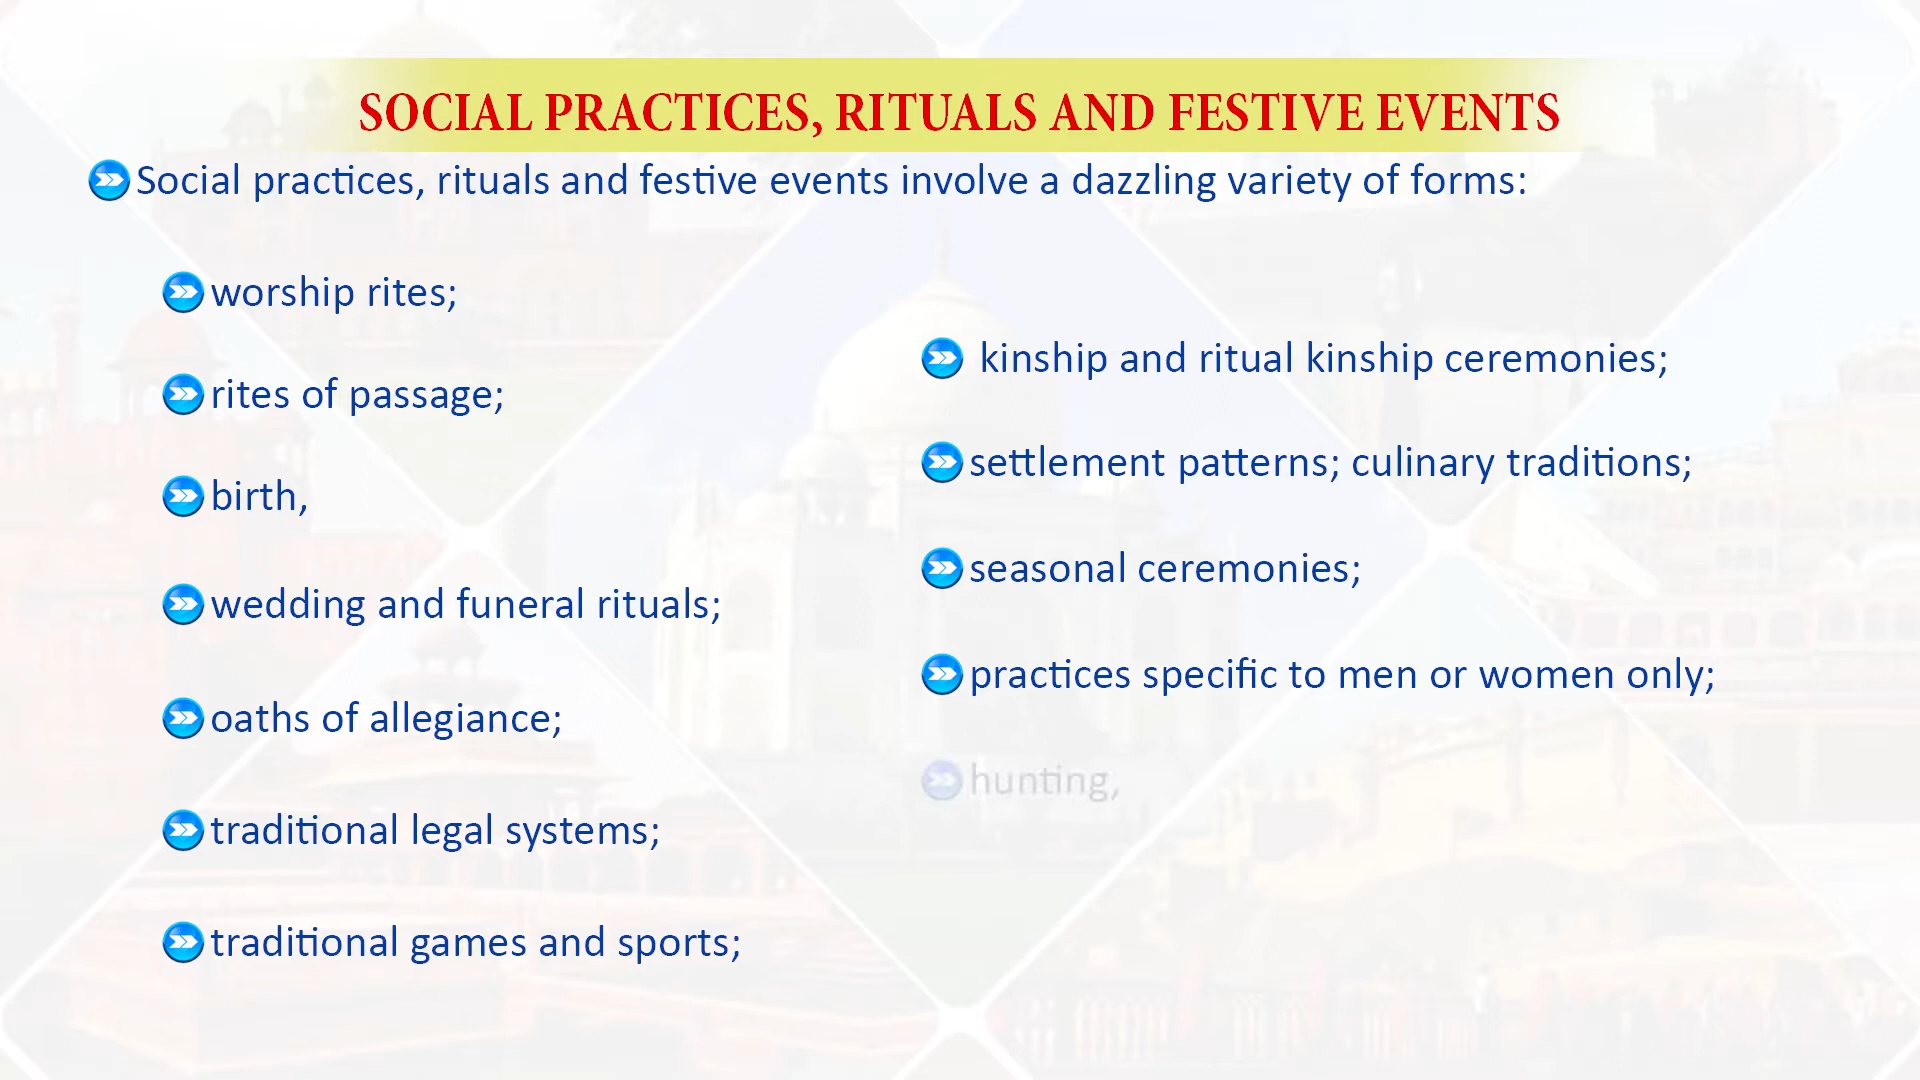 SOCIAL PRACTICES, RITUALS AND FESTIVE EVENTS
Social practices, rituals and festive events involve a dazzling variety of forms:
worship rites;
rites of passage;
birth,
wedding and funeral rituals;
oaths of allegiance;
traditional legal systems;
traditional games and sports;
kinship and ritual kinship ceremonies;
settlement patterns; culinary traditions;
seasonal ceremonies;
practices specific to men or women only;
hunting,